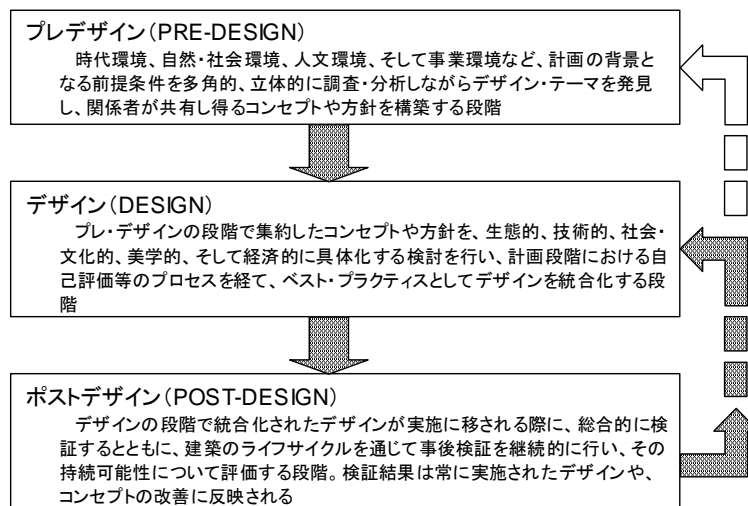 プレデザイン（PRE-DESIGN）
時代環境、自然・社会環境、人文環境、そして事業環境など、計画の背景と
なる前提条件を多角的、立体的に調査・分析しながらデザイン・テーマを発見
し、関係者が共有し得るコンセプトや方針を構築する段階
デザイン（DESIGN）
プレ・デザインの段階で集約したコンセプトや方針を、生態的、技術的、社会・
文化的、美学的、そして経済的に具体化する検討を行い、計画段階における自
己評価等のプロセスを経て、ベスト・プラクティスとしてデザインを統合化する段
階
ポストデザイン（POST-DESIGN）
デザインの段階で統合化されたデザインが実施に移される際に、総合的に検
証するとともに、建築のライフサイクルを通じて事後検証を継続的に行い、その
持続可能性について評価する段階。検証結果は常に実施されたデザインや、
コンセプトの改善に反映される